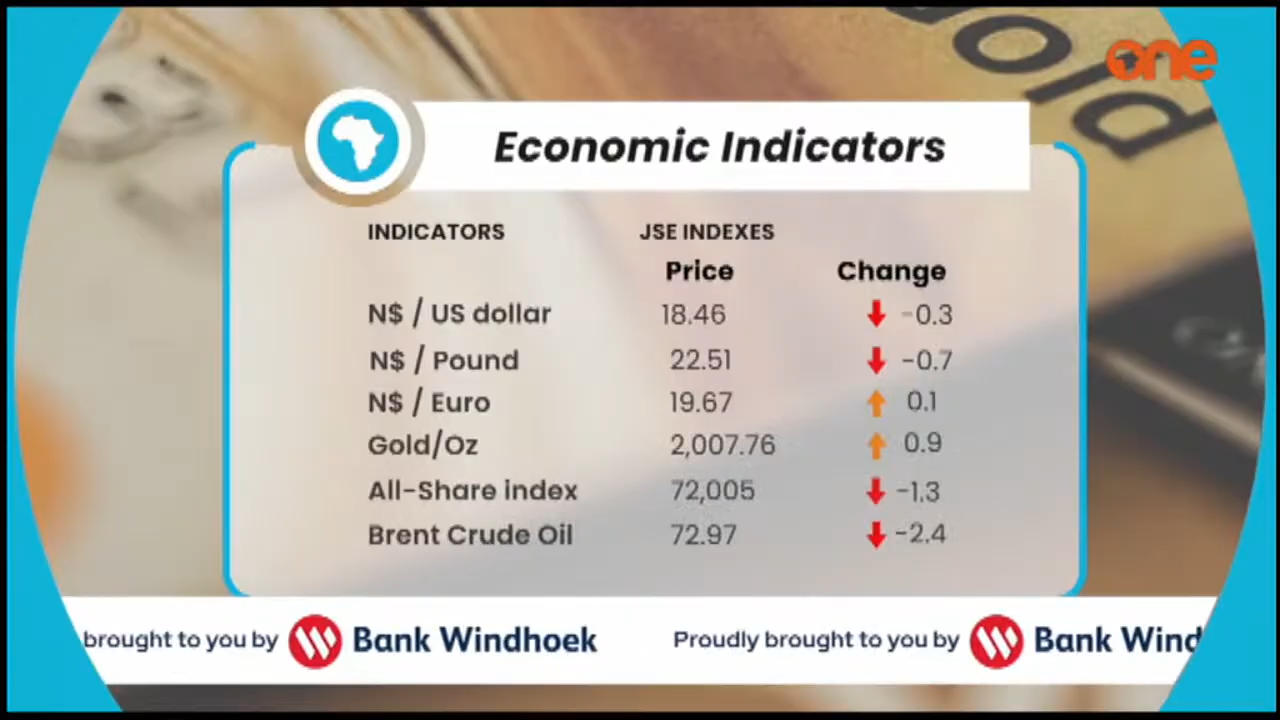 one
old
Economic Indicators
INDICATORS JSE INDEXES
Price Change
N$ / US dollar 18.46 -0.3
N$ / Pound 22.51 -0.7
N$ / Euro 19.67 0.1
Gold/Oz 2,007.76 0.9
All-Share index 72,005 -1.3
Brent Crude Oil 72.97 -2.4
brought to you by Bank Windhoek Proudly brought to you by Bank Wind